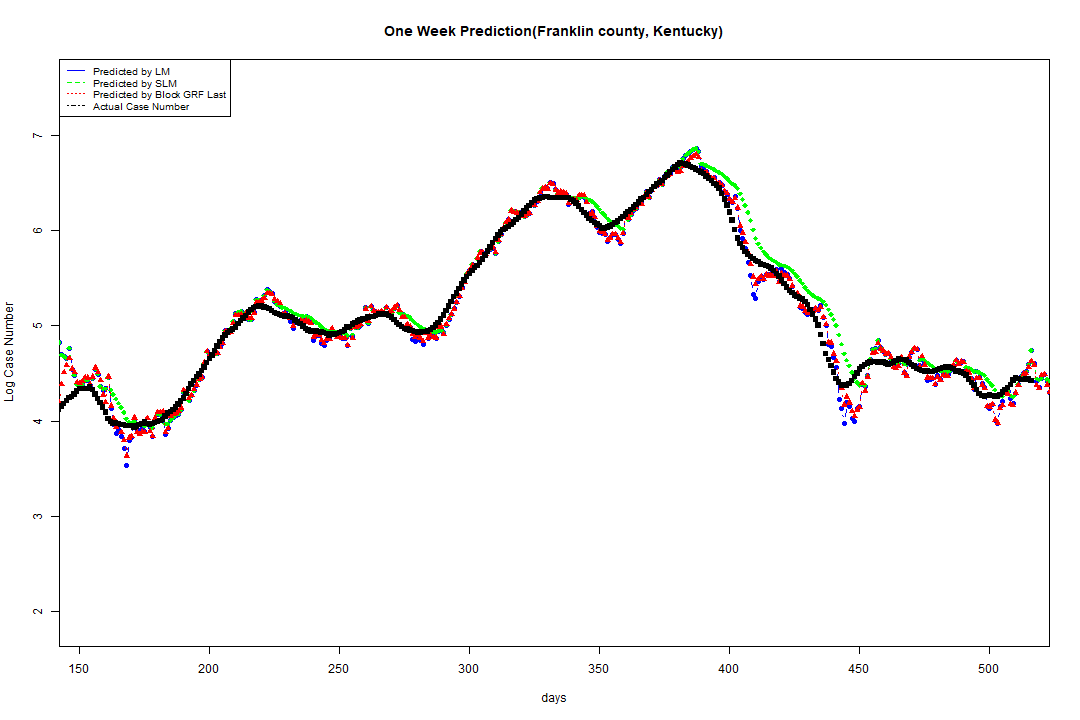 One Week Prediction(Franklin county, Kentucky)
Predicted by LM
Predicted by SLM
Predicted by Block GRF Last
Actual Case Number
7
6
5
4
3
2
Log Case Number
150 200 250 300 350 400 450 500
days